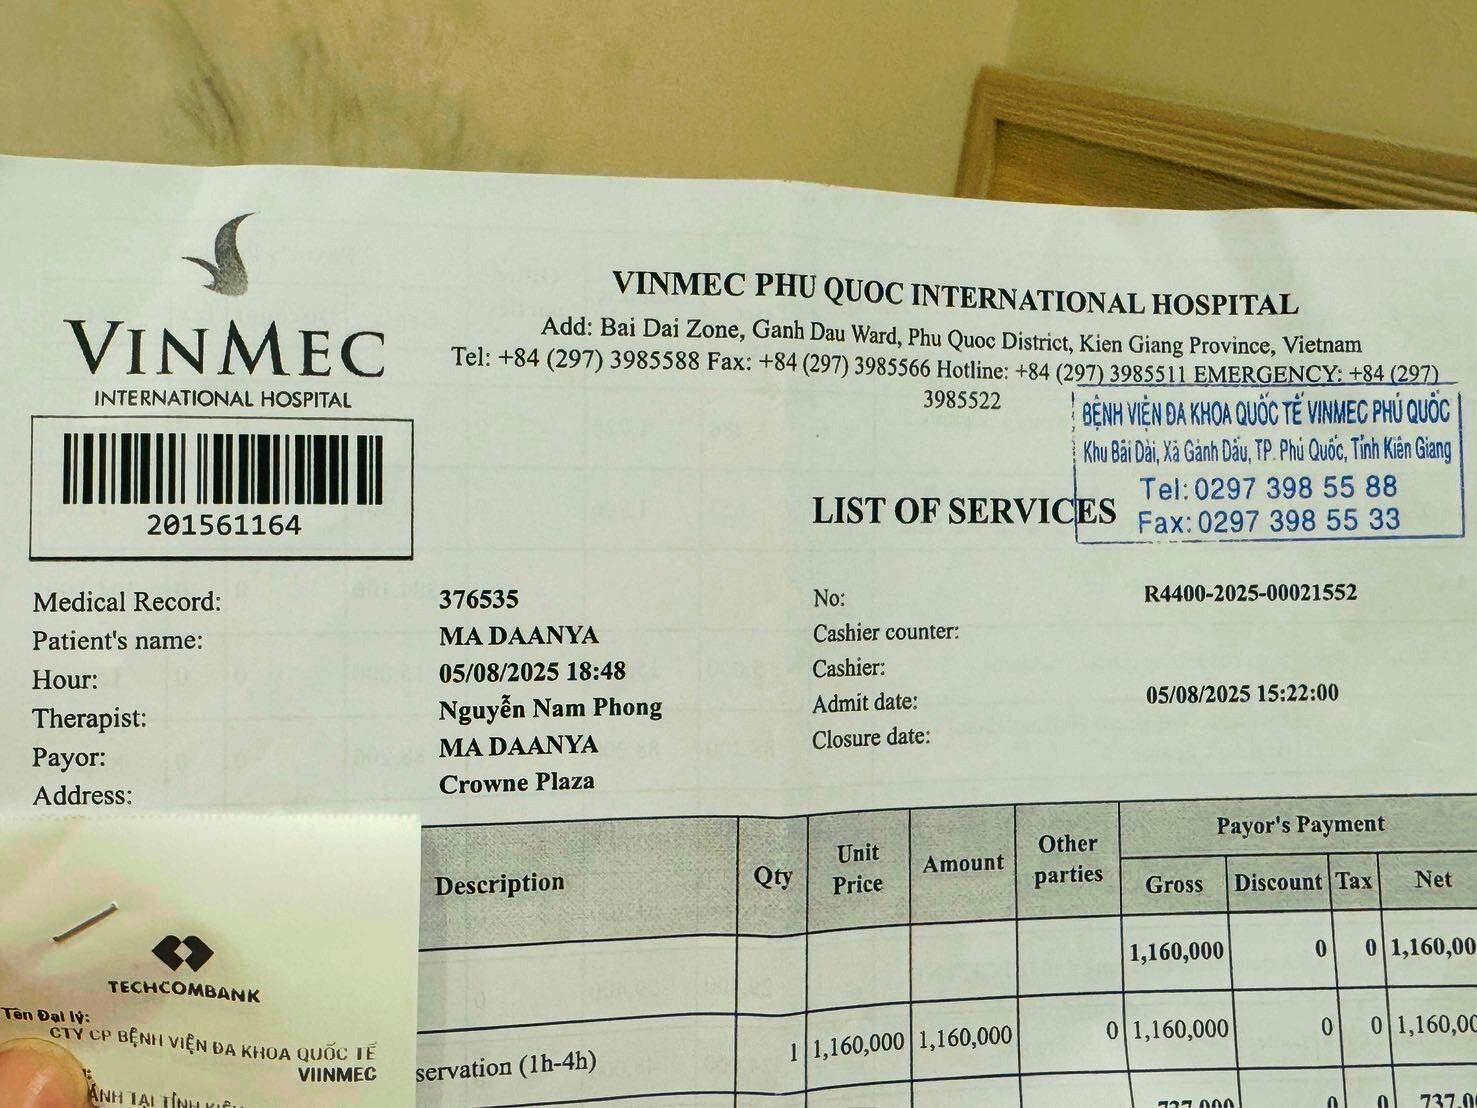 VINMEC
INTERNATIONAL HOSPITAL
201561164
VINMEC PHU QUOC INTERNATIONAL HOSPITAL
Add: Bai Dai Zone, Ganh Dau Ward, Phu Quoc District, Kien Giang Province, Vietnam
Tel: +84 (297) 3985588 Fax: +84 (297) 3985566 Hotline: +84 (297) 3985511 EMERGENCY: +84 (297)
3985522
BỆNH VIỆN ĐA KHOA QUỐC TẾ VINMEC PHÚ QUỐC
Khu Bãi Dài, Xã Gành Dầu, TP. Phú Quốc, Tỉnh Kiên Giang
Tel: 0297 398 55 88
Fax: 0297 398 55 33
LIST OF SERVICES
Medical Record: 376535
Patient's name: MA DAANYA
Hour: 05/08/2025 18:48
Therapist: Nguyễn Nam Phong
Payor: MA DAANYA
Address: Crowne Plaza
No: R4400-2025-00021552
Cashier counter:
Cashier:
Admit date: 05/08/2025 15:22:00
Closure date:
Description Qty Unit Price Amount Other parties Payor's Payment
Gross Discount Tax Net
1,160,000 0 0 1,160,00
servation (1h-4h) 1 1,160,000 1,160,000 0 1,160,000 0 0 1,160,00
737,000 0 0 737,0
TECHCOMBANK
Tên Đại lý:
CTY CP BỆNH VIỆN ĐA KHOA QUỐC TẾ
VIINMEC
ÁNH TẠI TỈNH